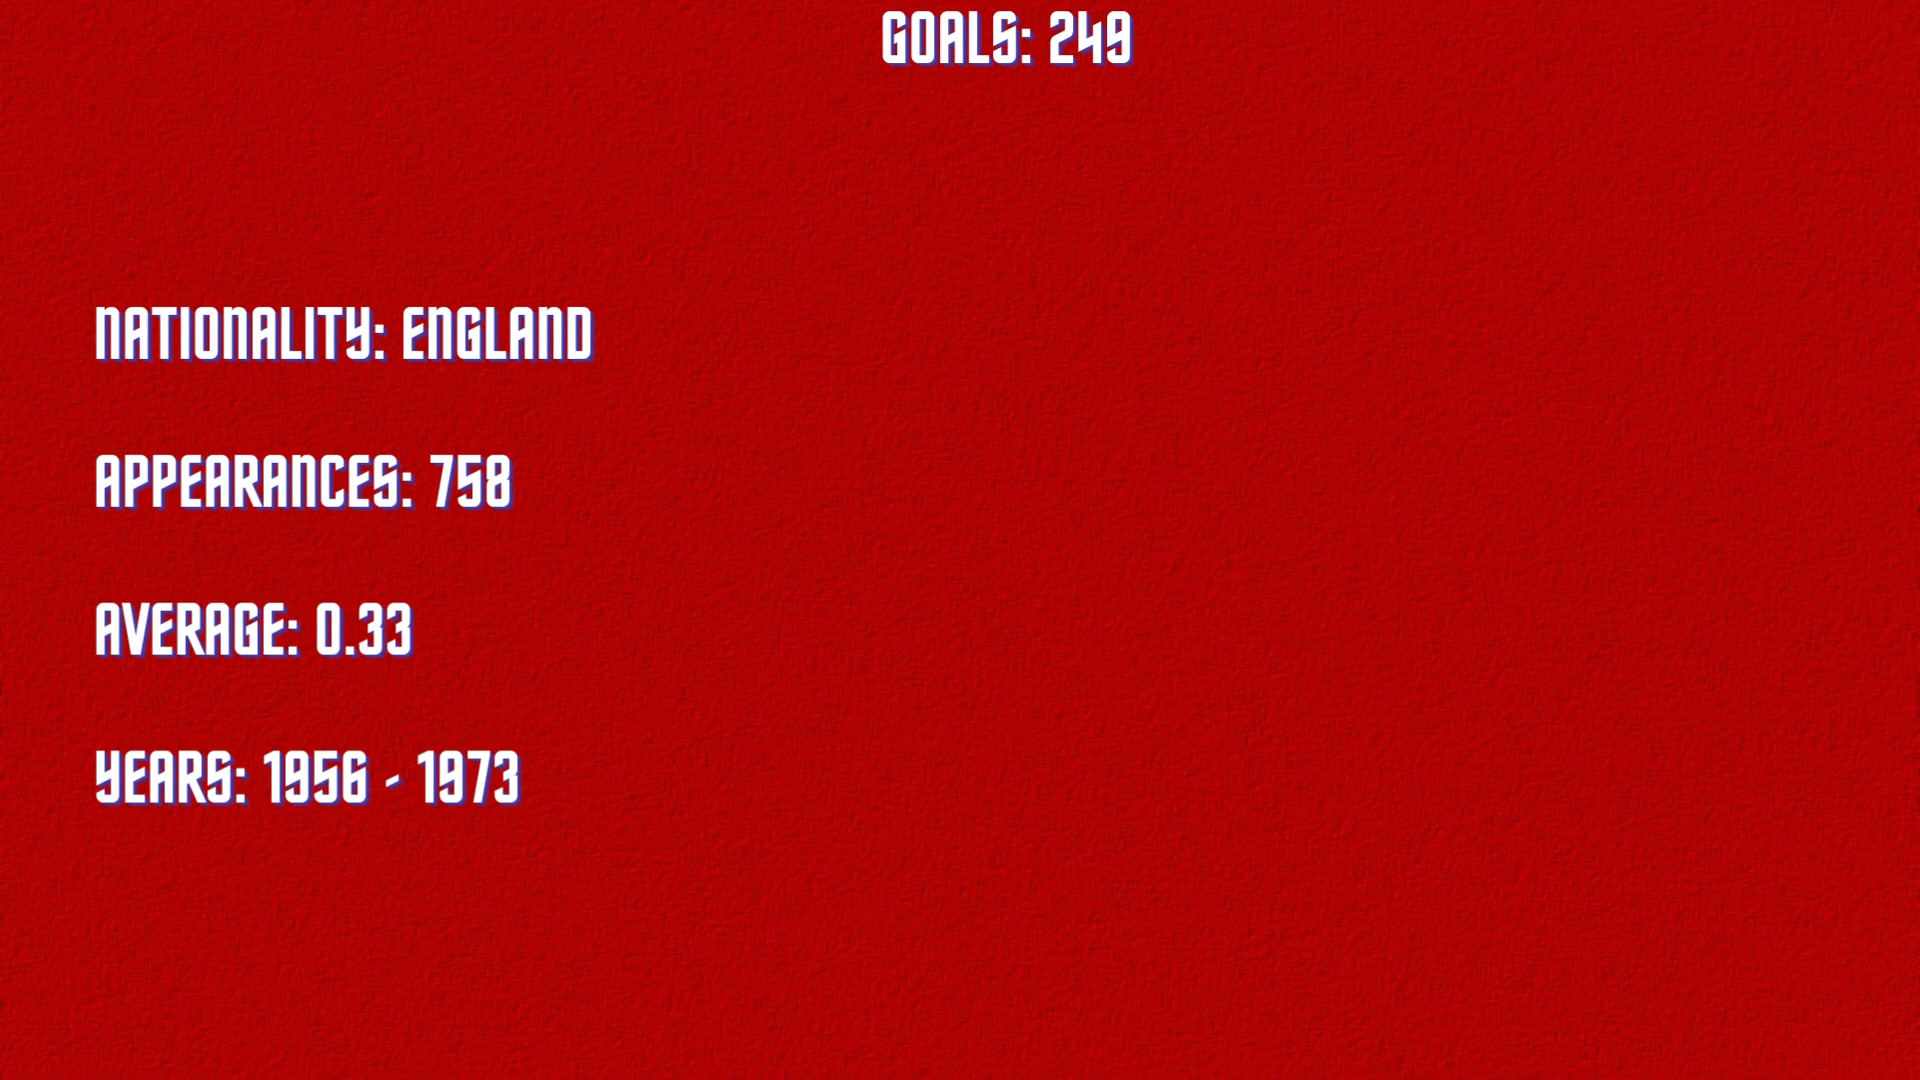 GOALS: 249
NATIONALITY: ENGLAND
APPEARANCES: 758
AVERAGE: 0.33
YEARS: 1956 - 1973